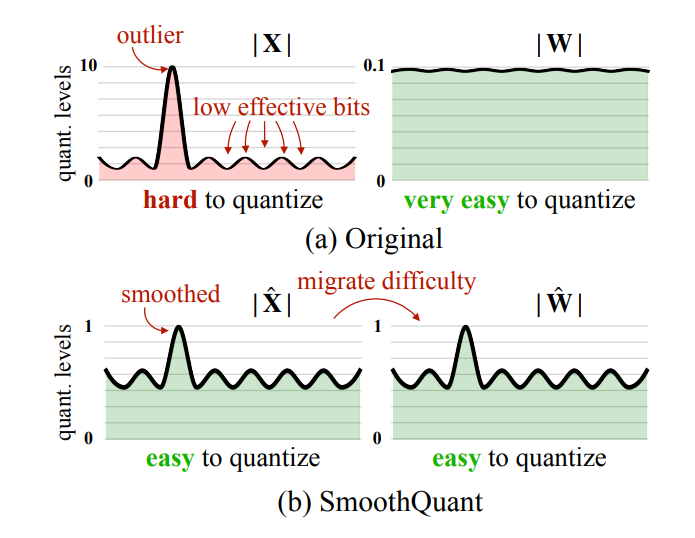 outlier
|X|
|W|
10
0.1
quant. levels
low effective bits
0
0
hard to quantize
very easy to quantize
(a) Original
migrate difficulty
smoothed
|X̂|
|Ŵ|
1
1
quant. levels
0
0
easy to quantize
easy to quantize
(b) SmoothQuant